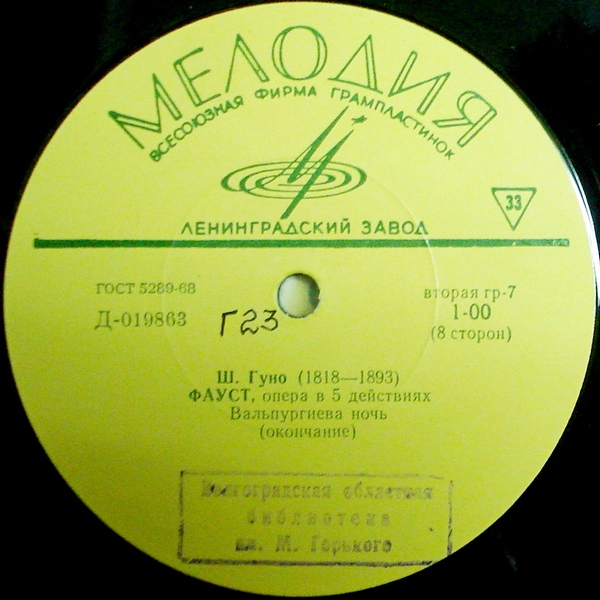 МЕЛОДИЯ
ВСЕСОЮЗНАЯ ФИРМА ГРАМПЛАСТИНОК
ЛЕНИНГРАДСКИЙ ЗАВОД
33
ГОСТ 5289-68
Д-019863
Г23
вторая гр-7
1-00
(8 сторон)
Ш. Гуно (1818—1893)
ФАУСТ, опера в 5 действиях
Вальпургиева ночь
(окончание)
Волгоградская областная
библиотека
им. М. Горького